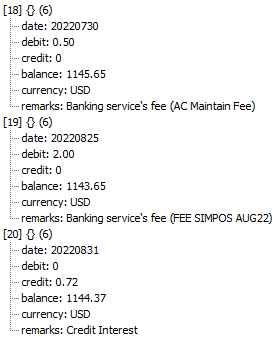 [18] {} (6)
date: 20220730
debit: 0.50
credit: 0
balance: 1145.65
currency: USD
remarks: Banking service's fee (AC Maintain Fee)
[19] {} (6)
date: 20220825
debit: 2.00
credit: 0
balance: 1143.65
currency: USD
remarks: Banking service's fee (FEE SIMPOS AUG22)
[20] {} (6)
date: 20220831
debit: 0
credit: 0.72
balance: 1144.37
currency: USD
remarks: Credit Interest